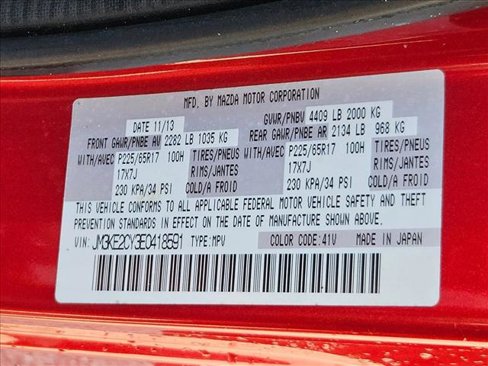 MFD. BY MAZDA MOTOR CORPORATION
DATE 11/13 GVWR/PNBV 4409 LB 2000 KG
FRONT GAWR/PNBE AV 2282 LB 1035 KG REAR GAWR/PNBE AR 2134 LB 968 KG
WITH/AVEC P225/65R17 100H TIRES/PNEUS WITH/AVEC P225/65R17 100H TIRES/PNEUS
17X7J RIMS/JANTES 17X7J RIMS/JANTES
230 KPA/34 PSI COLD/A FROID 230 KPA/34 PSI COLD/A FROID
THIS VEHICLE CONFORMS TO ALL APPLICABLE FEDERAL MOTOR VEHICLE SAFETY AND THEFT
PREVENTION STANDARDS IN EFFECT ON THE DATE OF MANUFACTURE SHOWN ABOVE.
VIN: JM3KE2CY3E0418591 TYPE:MPV COLOR CODE:41V MADE IN JAPAN